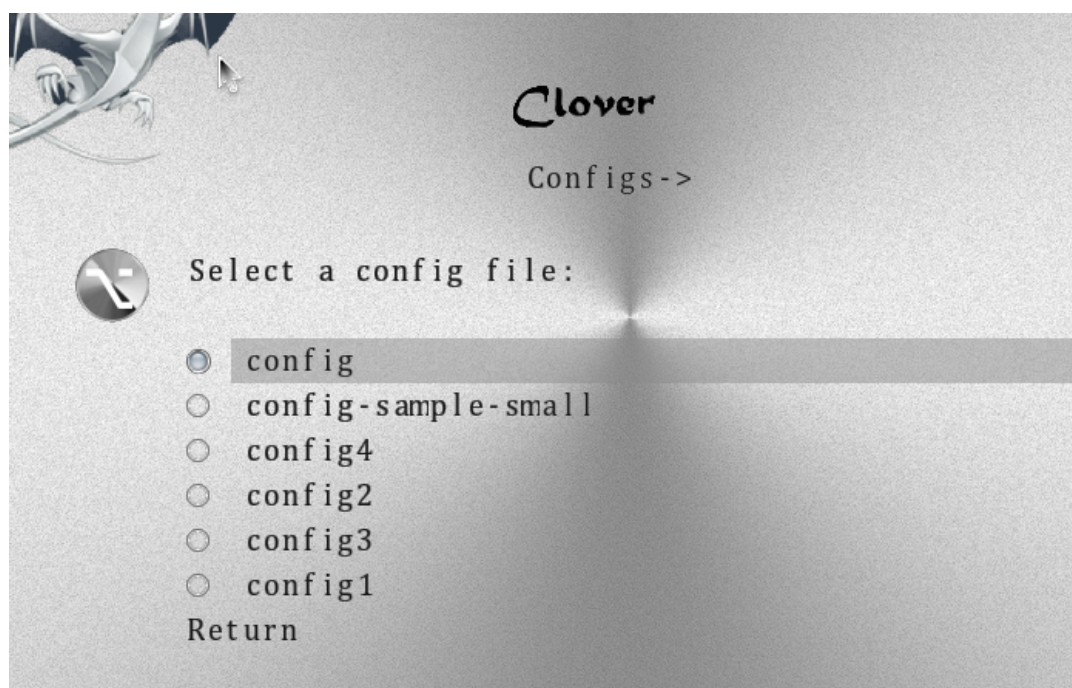 Clover
Configs->
Select a config file:
config
config-sample-small
config4
config2
config3
config1
Return